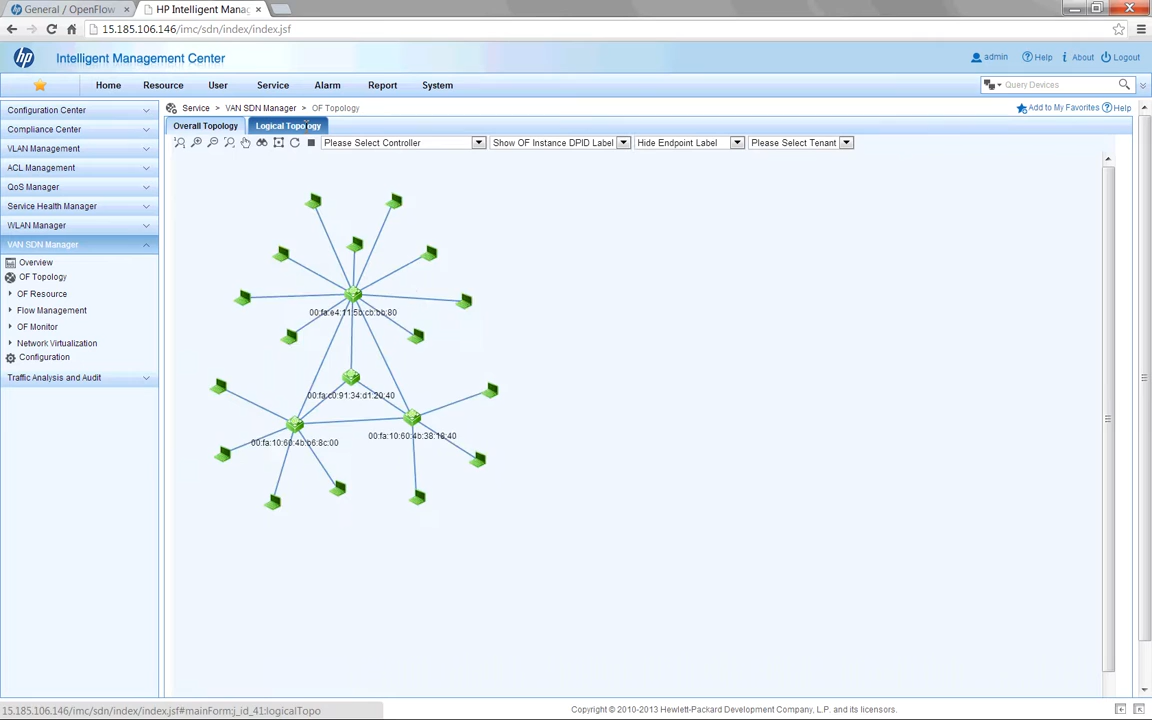 General / OpenFlow
HP Intelligent Manag
15.185.106.146/imc/sdn/index/index.jsf
hp
Intelligent Management Center
admin
Help
About
Logout
Home
Resource
User
Service
Alarm
Report
System
Query Devices
Configuration Center
Compliance Center
VLAN Management
ACL Management
QoS Manager
Service Health Manager
WLAN Manager
VAN SDN Manager
Overview
OF Topology
OF Resource
Flow Management
OF Monitor
Network Virtualization
Configuration
Traffic Analysis and Audit
Service > VAN SDN Manager > OF Topology
Add to My Favorites
Help
Overall Topology
Logical Topology
Please Select Controller
Show OF Instance DPID Label
Hide Endpoint Label
Please Select Tenant
00:fa:e4:11:5b:cb:bb:80
00:fa:c0:91:34:d1:20:40
00:fa:10:60:4b:b6:8c:00
00:fa:10:60:4b:38:18:40
15.185.106.146/imc/sdn/index/index.jsf#mainForm:j_id_41:logicalTopo
Copyright © 2010-2013 Hewlett-Packard Development Company, L.P. and its licensors.